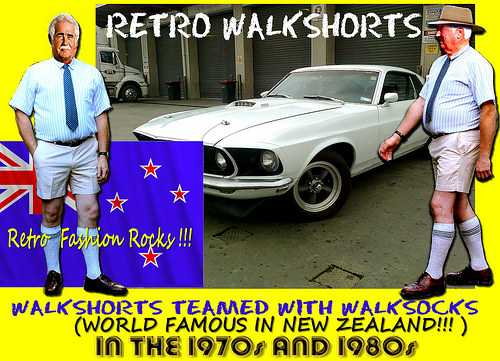 RETRO WALKSHORTS
Retro Fashion Rocks !!!
WALKSHORTS TEAMED WITH WALKSOCKS
(WORLD FAMOUS IN NEW ZEALAND!!! )
IN THE 1970s AND 1980s